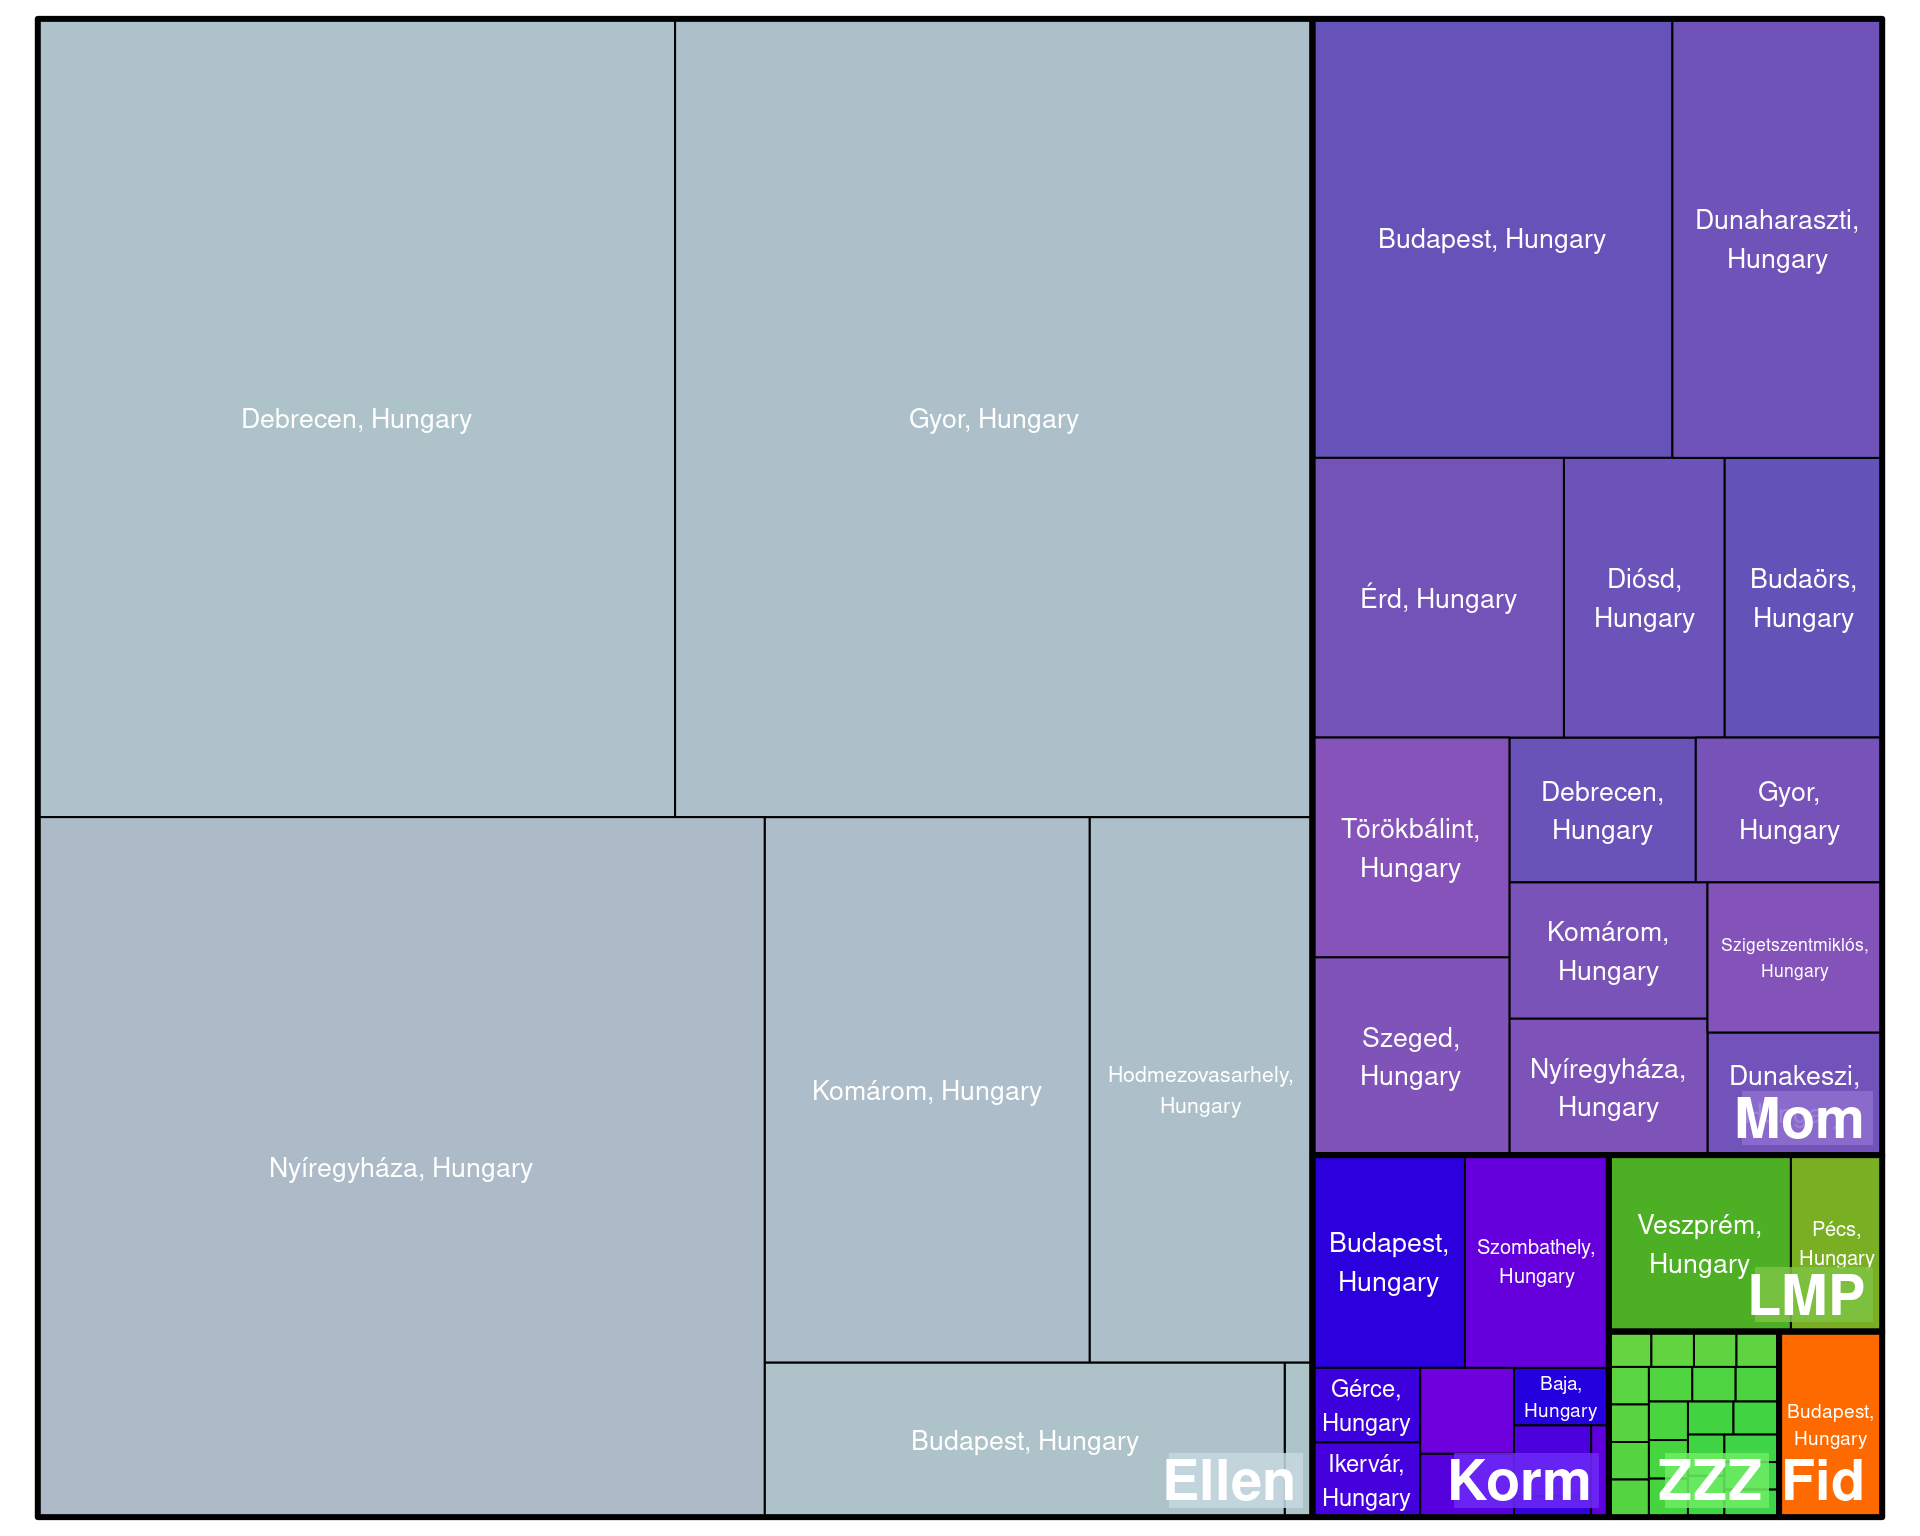 Debrecen, Hungary
Gyor, Hungary
Nyíregyháza, Hungary
Komárom, Hungary
Hodmezovasarhely,
Hungary
Budapest, Hungary
Ellen
Budapest, Hungary
Dunaharaszti,
Hungary
Érd, Hungary
Diósd,
Hungary
Budaörs,
Hungary
Törökbálint,
Hungary
Debrecen,
Hungary
Gyor,
Hungary
Komárom,
Hungary
Szigetszentmiklós,
Hungary
Szeged,
Hungary
Nyíregyháza,
Hungary
Dunakeszi,
Mom
Budapest,
Hungary
Szombathely,
Hungary
Gérce,
Hungary
Ikervár,
Hungary
Baja,
Hungary
Korm
Veszprém,
Hungary
Pécs,
Hungary
LMP
ZZZ
Budapest,
Hungary
Fid